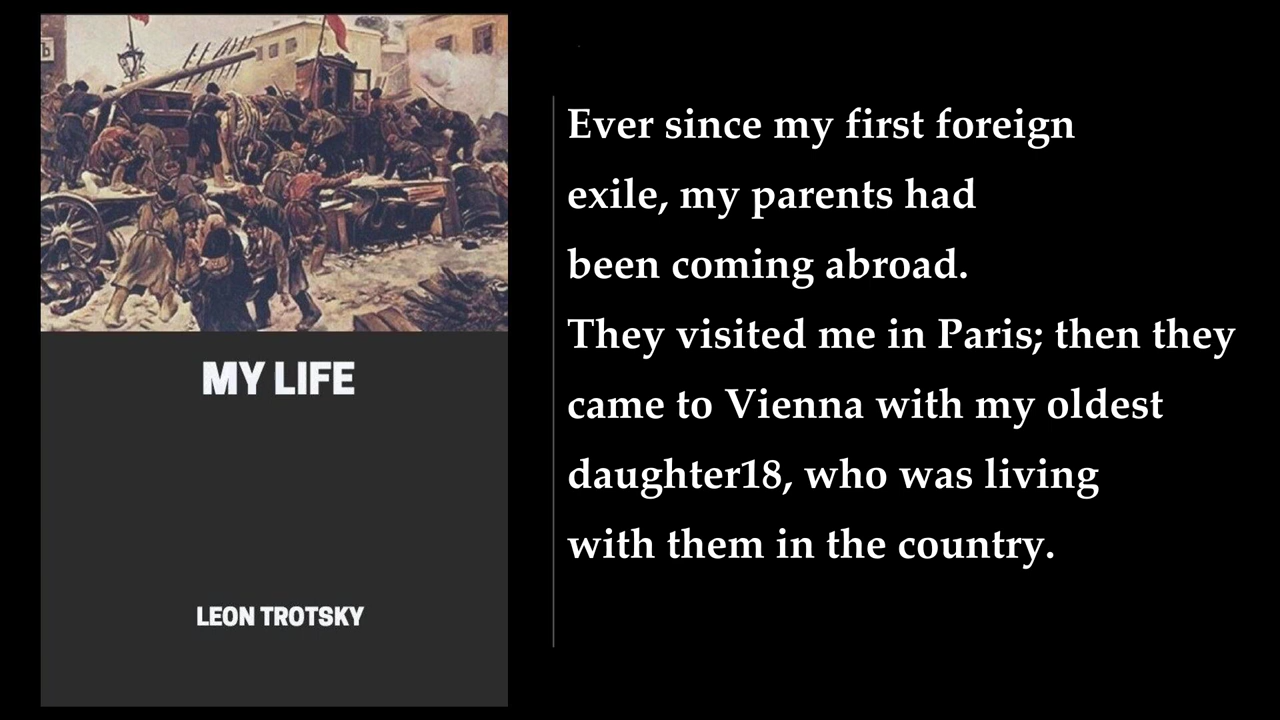 MY LIFE
LEON TROTSKY
Ever since my first foreign
exile, my parents had
been coming abroad.
They visited me in Paris; then they
came to Vienna with my oldest
daughter18, who was living
with them in the country.